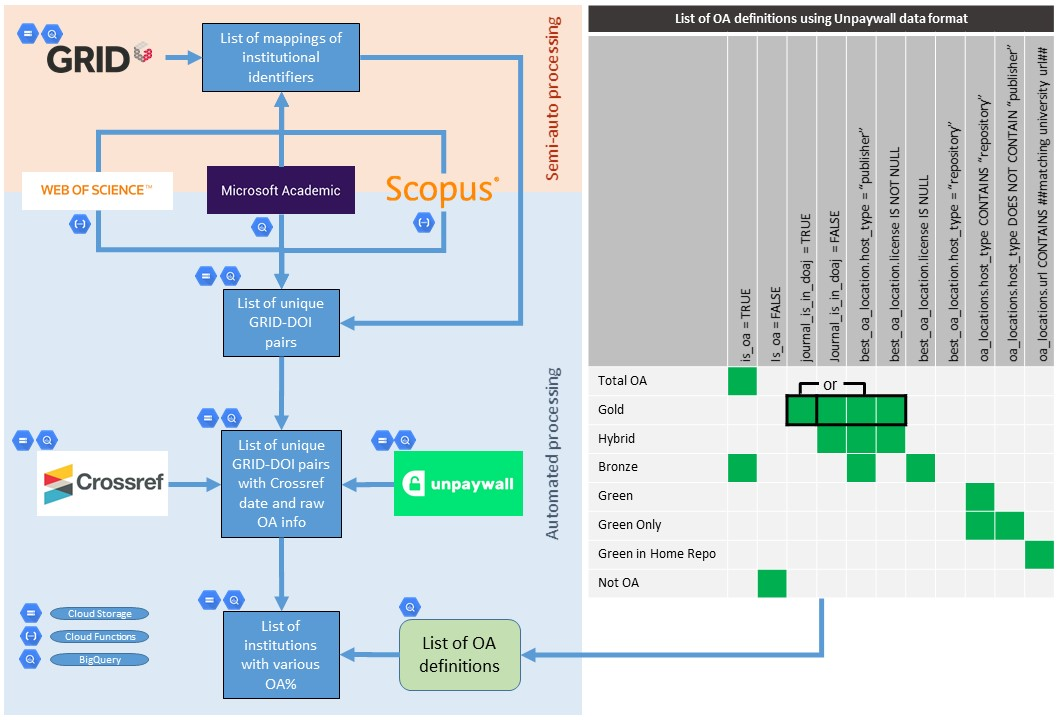 GRID
List of mappings of
institutional
identifiers
Semi-auto processing
WEB OF SCIENCE™
Microsoft Academic
Scopus®
List of unique
GRID-DOI
pairs
Automated processing
Crossref
List of unique
GRID-DOI pairs
with Crossref
date and raw
OA info
unpaywall
Cloud Storage
Cloud Functions
BigQuery
List of
institutions
with various
OA%
List of OA
definitions
List of OA definitions using Unpaywall data format
is_oa = TRUE
Is_oa = FALSE
journal_is_in_doaj = TRUE
Journal_is_in_doaj = FALSE
best_oa_location.host_type = “publisher”
best_oa_location.license IS NOT NULL
best_oa_location.license IS NULL
best_oa_location.host_type = “repository”
oa_locations.host_type CONTAINS “repository”
oa_locations.host_type DOES NOT CONTAIN “publisher”
oa_location.url CONTAINS ##matching university url##
Total OA
or
Gold
Hybrid
Bronze
Green
Green Only
Green in Home Repo
Not OA